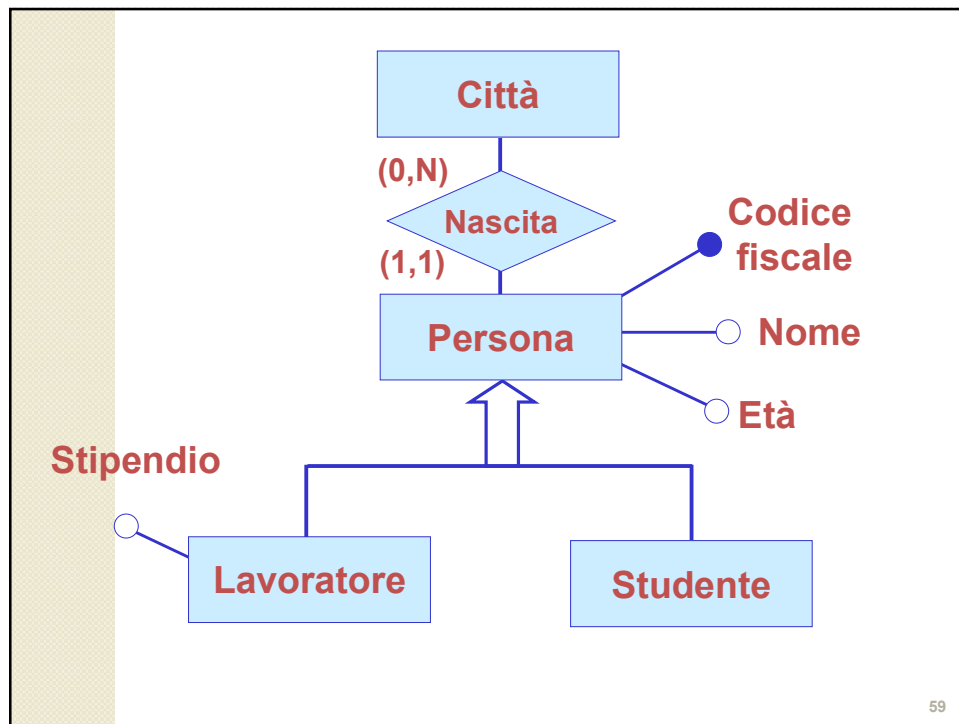 Città
(0,N)
Nascita
(1,1)
Codice
fiscale
Persona
Nome
Età
Stipendio
Lavoratore
Studente
59